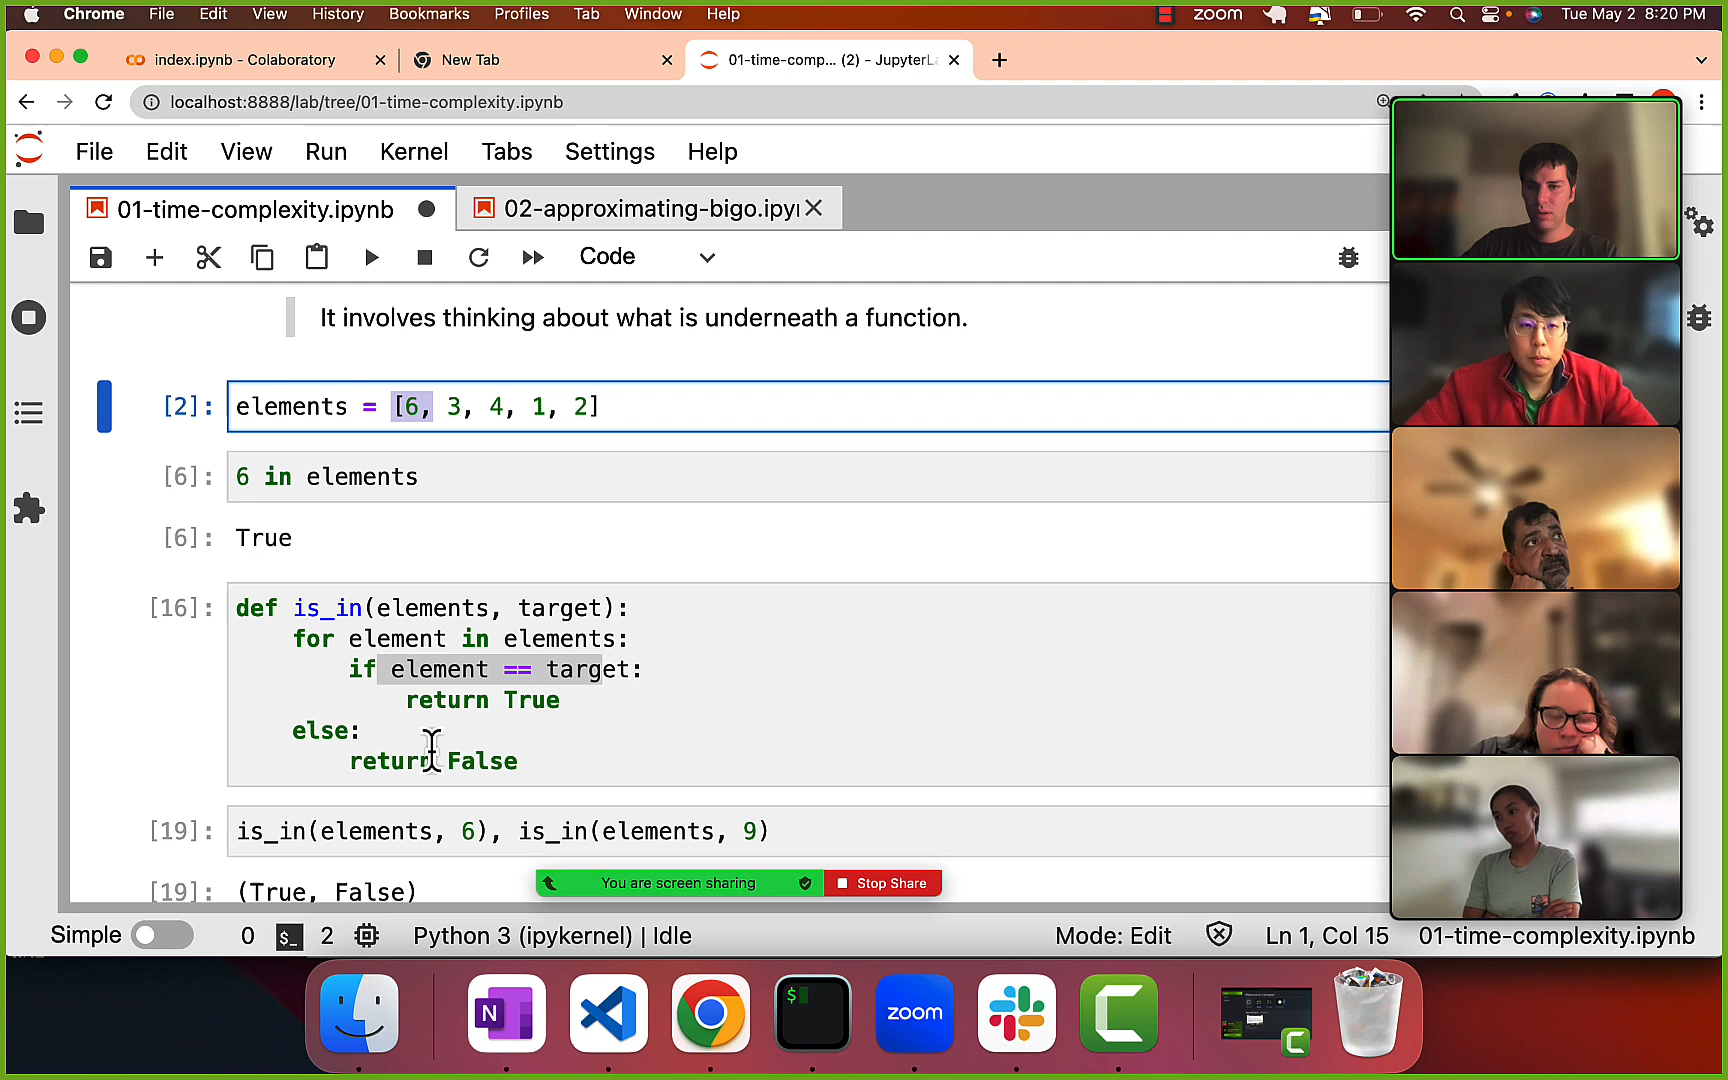 Chrome File Edit View History Bookmarks Profiles Tab Window Help zoom Tue May 2 8:20 PM
index.ipynb - Colaboratory New Tab 01-time-comp... (2) - JupyterL
localhost:8888/lab/tree/01-time-complexity.ipynb
File Edit View Run Kernel Tabs Settings Help
01-time-complexity.ipynb 02-approximating-bigo.ipy
Code
It involves thinking about what is underneath a function.
[2]: elements = [6, 3, 4, 1, 2]
[6]: 6 in elements
[6]: True
[16]: def is_in(elements, target):
for element in elements:
if element == target:
return True
else:
return False
[19]: is_in(elements, 6), is_in(elements, 9)
[19]: (True, False)
You are screen sharing Stop Share
Simple 0 $_ 2 Python 3 (ipykernel) | Idle Mode: Edit Ln 1, Col 15 01-time-complexity.ipynb
N $ zoom C